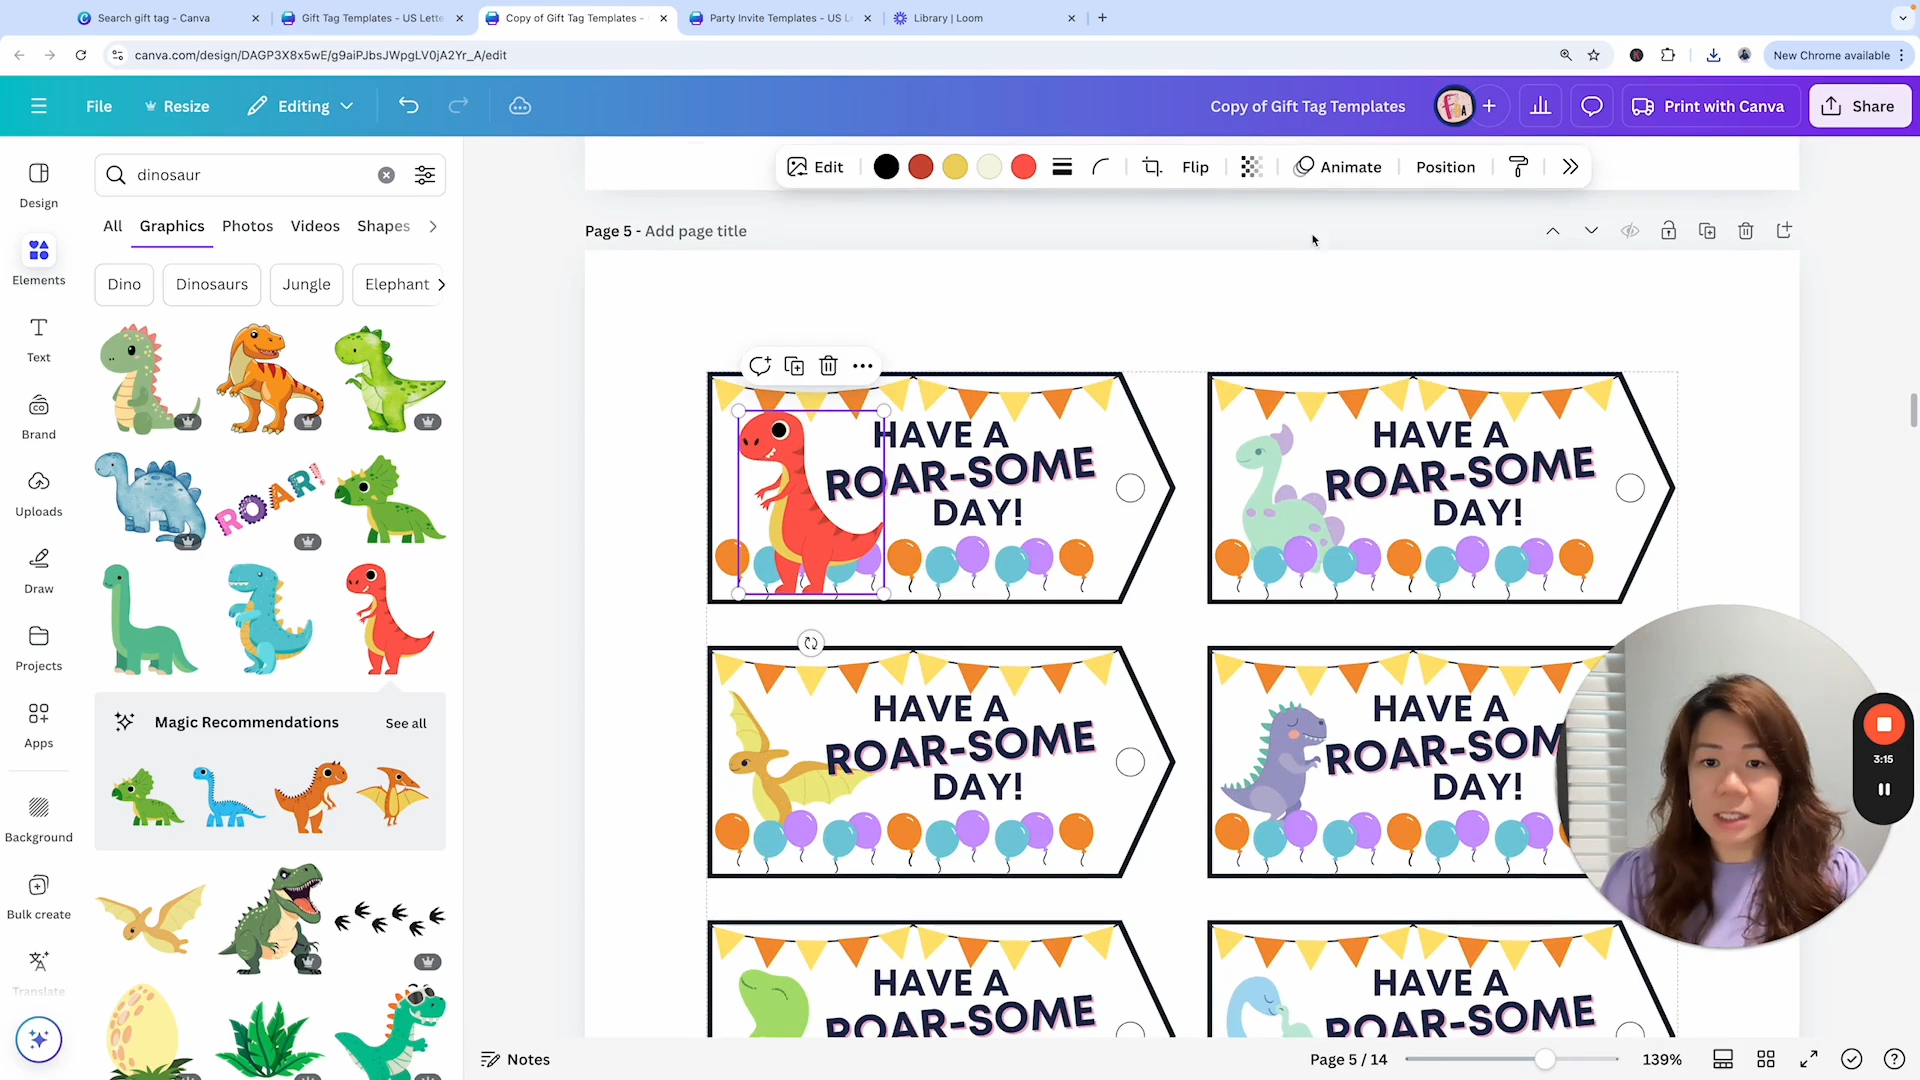 Search gift tag - Canva
Gift Tag Templates - US Lette
Copy of Gift Tag Templates -
Party Invite Templates - US L
Library | Loom
canva.com/design/DAGP3X8x5wE/g9aiPJbsJWpgLV0jA2Yr_A/edit
New Chrome available
File
Resize
Editing
Copy of Gift Tag Templates
Print with Canva
Share
Design
Elements
Text
Brand
Uploads
Draw
Projects
Apps
Background
Bulk create
Translate
dinosaur
All
Graphics
Photos
Videos
Shapes
Dino
Dinosaurs
Jungle
Elephant
ROAR!
Magic Recommendations
See all
Edit
Flip
Animate
Position
Page 5 - Add page title
HAVE A
ROAR-SOME
DAY!
HAVE A
ROAR-SOME
DAY!
HAVE A
ROAR-SOME
DAY!
HAVE A
ROAR-SOM
DAY!
HAVE A
ROAR-SOME
HAVE A
ROAR-SOME
3:15
Notes
Page 5 / 14
139%